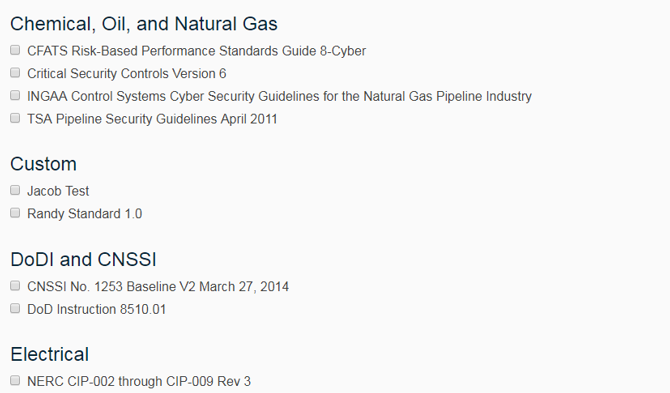 Chemical, Oil, and Natural Gas
CFATS Risk-Based Performance Standards Guide 8-Cyber
Critical Security Controls Version 6
INGAA Control Systems Cyber Security Guidelines for the Natural Gas Pipeline Industry
TSA Pipeline Security Guidelines April 2011
Custom
Jacob Test
Randy Standard 1.0
DoDI and CNSSI
CNSSI No. 1253 Baseline V2 March 27, 2014
DoD Instruction 8510.01
Electrical
NERC CIP-002 through CIP-009 Rev 3